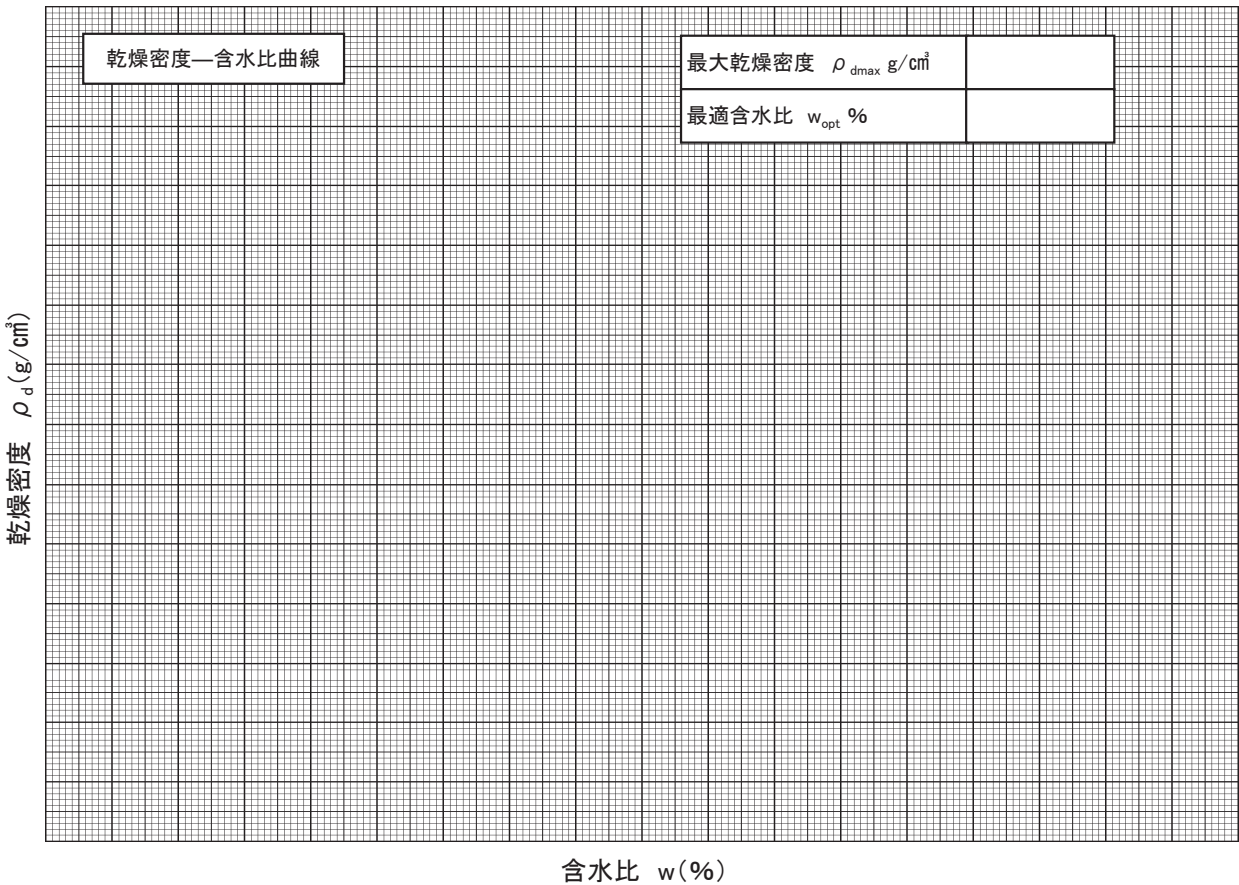 乾燥密度―含水比曲線
最大乾燥密度 ρdmax g/c㎥
最適含水比 wopt %
乾燥密度 ρd(g/c㎥)
含水比 w(%)